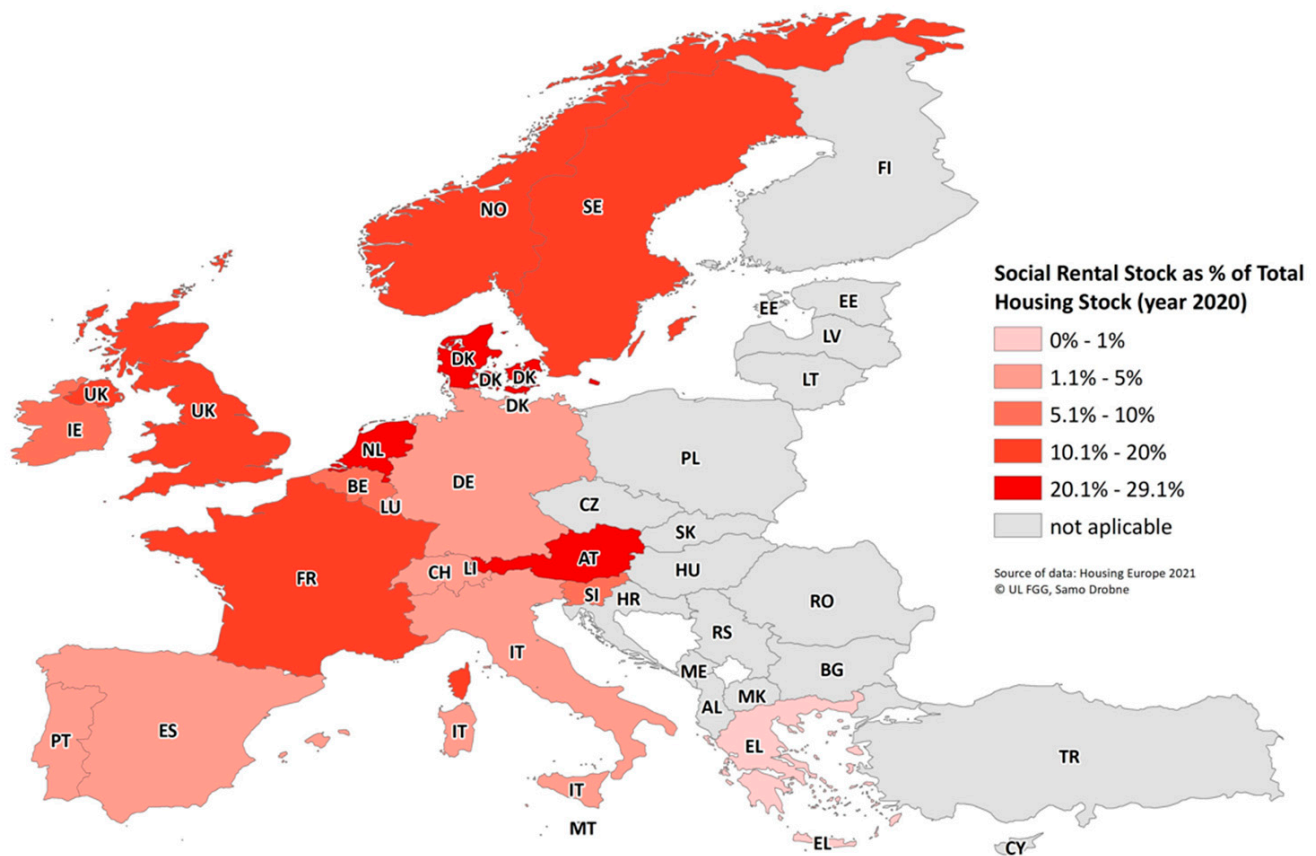 FI
NO
SE
Social Rental Stock as % of Total
Housing Stock (year 2020)
0% - 1%
1.1% - 5%
5.1% - 10%
10.1% - 20%
20.1% - 29.1%
not aplicable
Source of data: Housing Europe 2021
© UL FGG, Samo Drobne
EE
EE
LV
LT
DK
DK
DK
DK
UK
UK
IE
NL
BE
LU
DE
PL
CZ
SK
AT
HU
FR
CH
LI
SI
HR
RO
RS
IT
ME
BG
MK
AL
PT
ES
IT
EL
TR
IT
MT
EL
CY